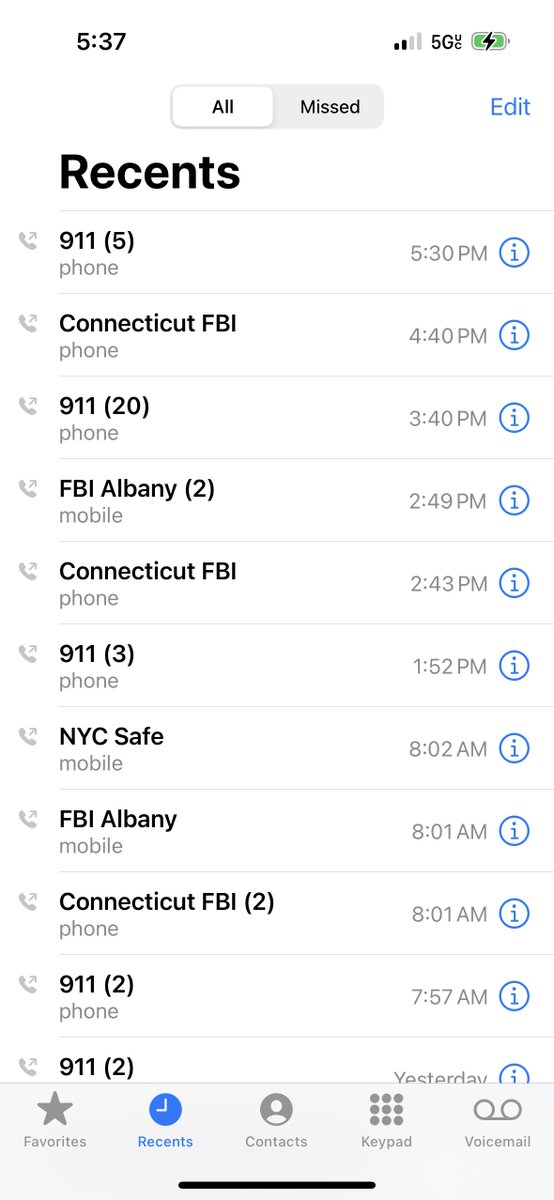 5:37
5G
All
Missed
Edit
Recents
911 (5)
phone
5:30 PM
Connecticut FBI
phone
4:40 PM
911 (20)
phone
3:40 PM
FBI Albany (2)
mobile
2:49 PM
Connecticut FBI
phone
2:43 PM
911 (3)
phone
1:52 PM
NYC Safe
mobile
8:02 AM
FBI Albany
mobile
8:01 AM
Connecticut FBI (2)
phone
8:01 AM
911 (2)
phone
7:57 AM
911 (2)
Yesterday
Favorites
Recents
Contacts
Keypad
Voicemail